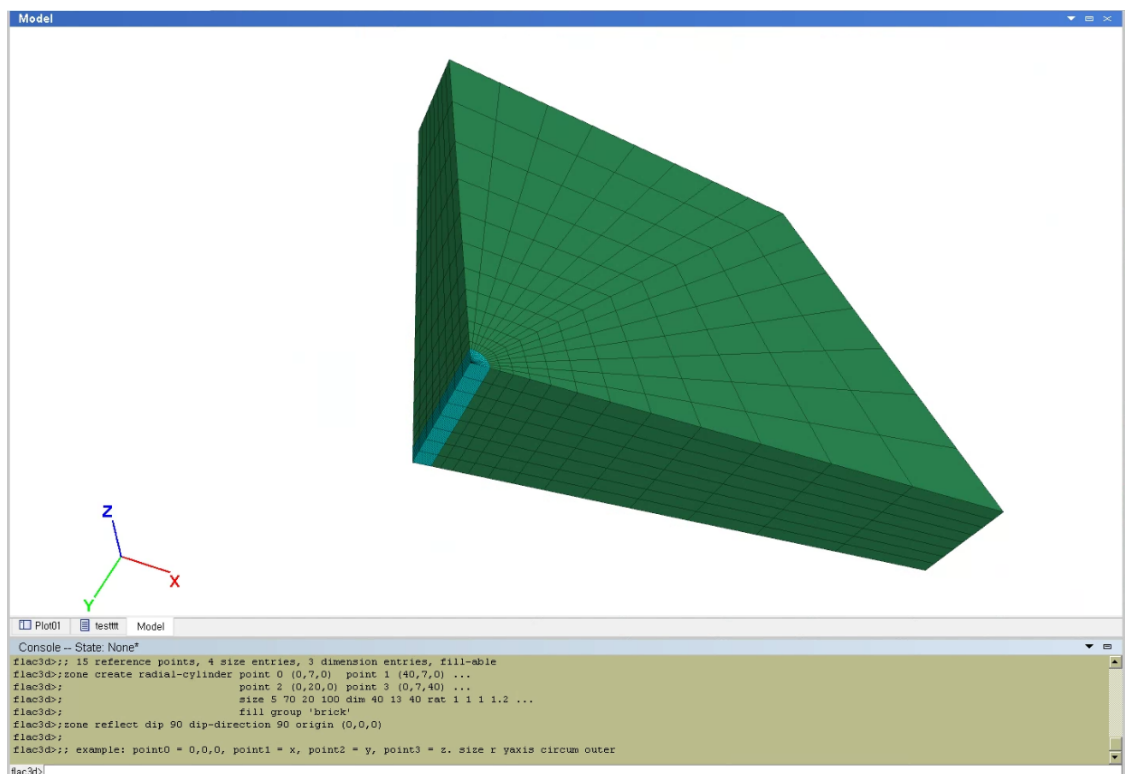 Model
Z
X
Y
Plot01 testttt Model
Console -- State: None*
flac3d>;; 15 reference points, 4 size entries, 3 dimension entries, fill-able
flac3d>;zone create radial-cylinder point 0 (0,7,0) point 1 (40,7,0) ...
flac3d>; point 2 (0,20,0) point 3 (0,7,40) ...
flac3d>; size 5 70 20 100 dim 40 13 40 rat 1 1 1 1.2 ...
flac3d>; fill group 'brick'
flac3d>;zone reflect dip 90 dip-direction 90 origin (0,0,0)
flac3d>;
flac3d>;; example: point0 = 0,0,0, point1 = x, point2 = y, point3 = z. size r yaxis circum outer
flac3d>